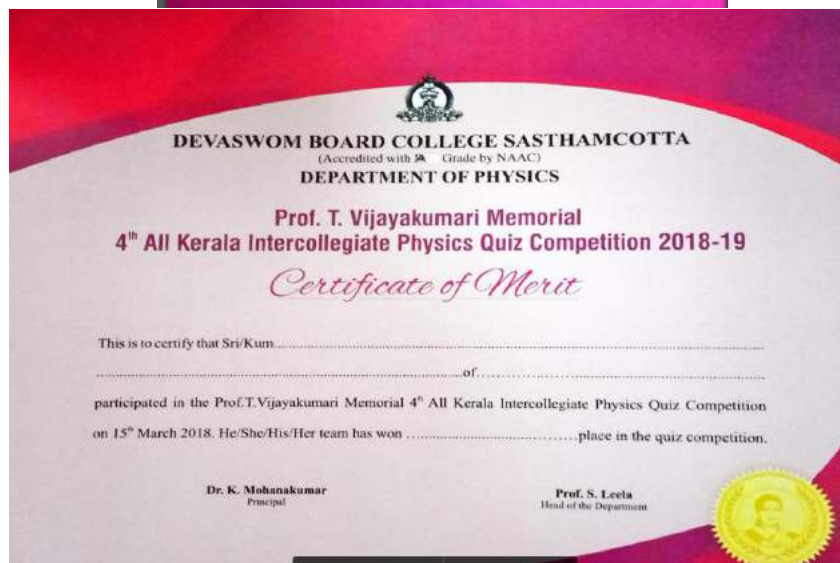 DEVASWOM BOARD COLLEGE SASTHAMCOTTA
(Accredited with A Grade by NAAC)
DEPARTMENT OF PHYSICS
Prof. T. Vijayakumari Memorial
4th All Kerala Intercollegiate Physics Quiz Competition 2018-19
Certificate of Merit
This is to certify that Sri/Kum..........................................................................................
..........................................................................of..........................................................
participated in the Prof.T.Vijayakumari Memorial 4th All Kerala Intercollegiate Physics Quiz Competition
on 15th March 2018. He/She/His/Her team has won ..........................................place in the quiz competition.
Dr. K. Mohanakumar Prof. S. Leela
Principal Head of the Department